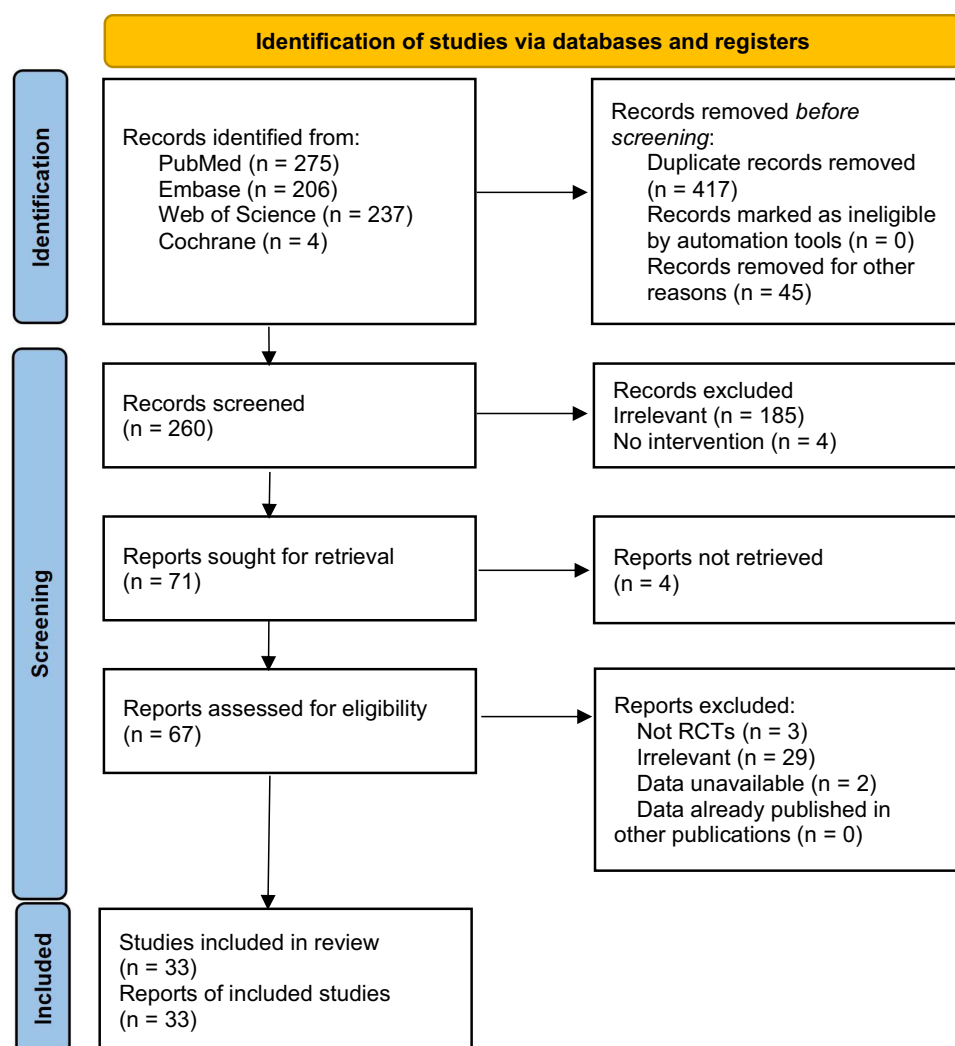 Identification of studies via databases and registers
Identification
Records identified from:
PubMed (n = 275)
Embase (n = 206)
Web of Science (n = 237)
Cochrane (n = 4)
Records removed before
screening:
Duplicate records removed
(n = 417)
Records marked as ineligible
by automation tools (n = 0)
Records removed for other
reasons (n = 45)
Screening
Records screened
(n = 260)
Records excluded
Irrelevant (n = 185)
No intervention (n = 4)
Reports sought for retrieval
(n = 71)
Reports not retrieved
(n = 4)
Reports assessed for eligibility
(n = 67)
Reports excluded:
Not RCTs (n = 3)
Irrelevant (n = 29)
Data unavailable (n = 2)
Data already published in
other publications (n = 0)
Included
Studies included in review
(n = 33)
Reports of included studies
(n = 33)